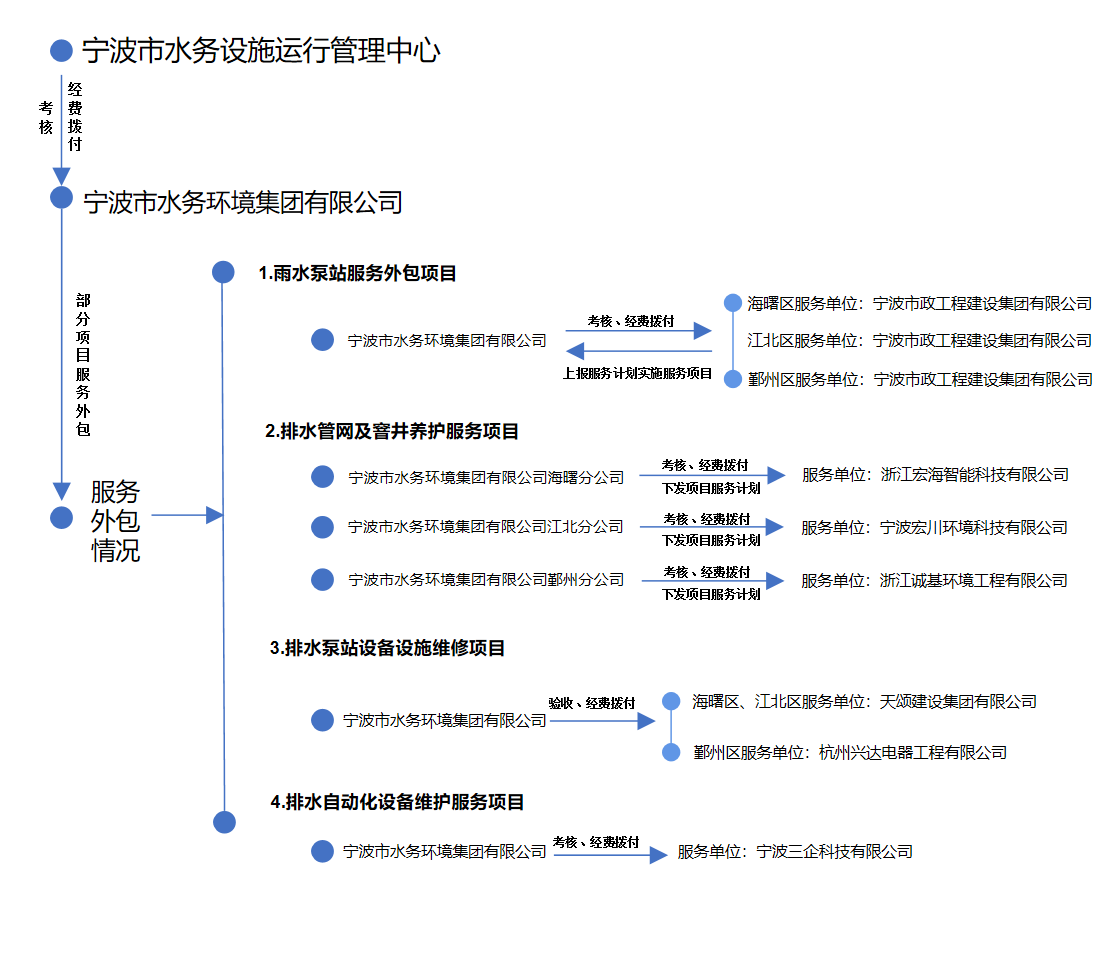 宁波市水务设施运行管理中心
考核
经费拨付
宁波市水务环境集团有限公司
部分项目服务外包
服务
外包
情况
1.雨水泵站服务外包项目
宁波市水务环境集团有限公司
考核、经费拨付
上报服务计划实施服务项目
海曙区服务单位：宁波市政工程建设集团有限公司
江北区服务单位：宁波市政工程建设集团有限公司
鄞州区服务单位：宁波市政工程建设集团有限公司
2.排水管网及窨井养护服务项目
宁波市水务环境集团有限公司海曙分公司
考核、经费拨付
下发项目服务计划
服务单位：浙江宏海智能科技有限公司
宁波市水务环境集团有限公司江北分公司
考核、经费拨付
下发项目服务计划
服务单位：宁波宏川环境科技有限公司
宁波市水务环境集团有限公司鄞州分公司
考核、经费拨付
下发项目服务计划
服务单位：浙江诚基环境工程有限公司
3.排水泵站设备设施维修项目
宁波市水务环境集团有限公司
验收、经费拨付
海曙区、江北区服务单位：天颂建设集团有限公司
鄞州区服务单位：杭州兴达电器工程有限公司
4.排水自动化设备维护服务项目
宁波市水务环境集团有限公司
考核、经费拨付
服务单位：宁波三企科技有限公司